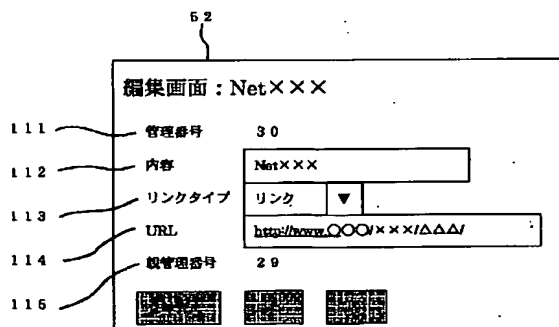 52
編集画面：Net×××
111 管理番号 30
112 内容 Net×××
113 リンクタイプ リンク ▼
114 URL http://www.〇〇〇/×××/△△△/
115 親管理番号 29